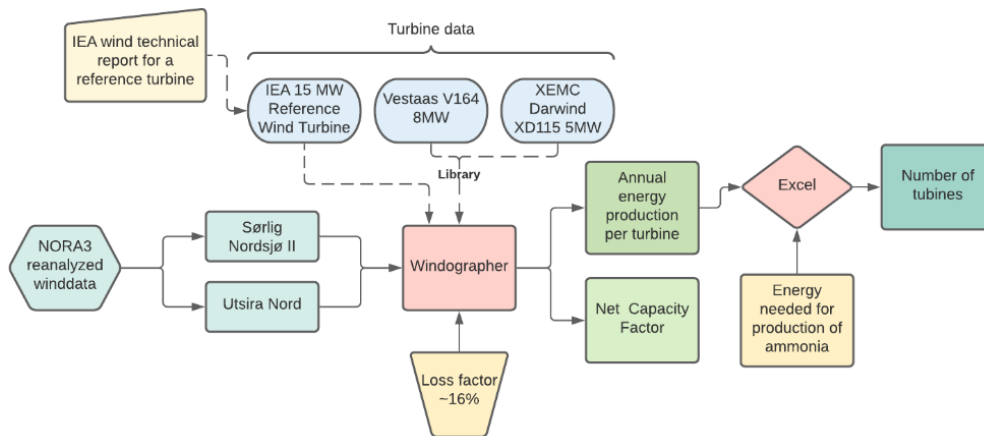 Turbine data
IEA wind technical
report for a
reference turbine
IEA 15 MW
Reference
Wind Turbine
Vestaas V164
8MW
XEMC
Darwind
XD115 5MW
Library
NORA3
reanalyzed
winddata
Sørlig
Nordsjø II
Utsira Nord
Windographer
Loss factor
~16%
Annual
energy
production
per turbine
Net Capacity
Factor
Excel
Energy
needed for
production of
ammonia
Number of
tubines